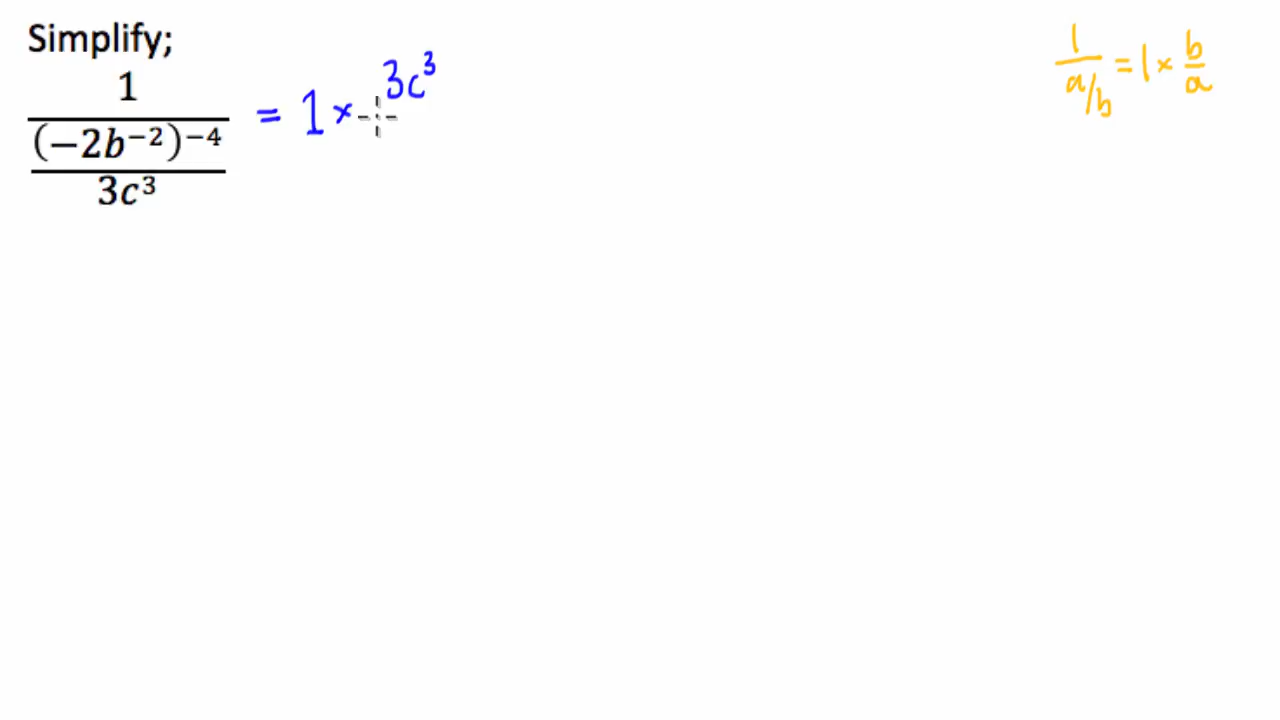 Simplify;
1 / ((−2b⁻²)⁻⁴ / 3c³) = 1 × 3c³
1 / (a/b) = 1 × b/a